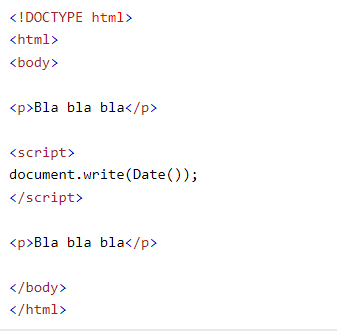 <!DOCTYPE html>
<html>
<body>
<p>Bla bla bla</p>
<script>
document.write(Date());
</script>
<p>Bla bla bla</p>
</body>
</html>